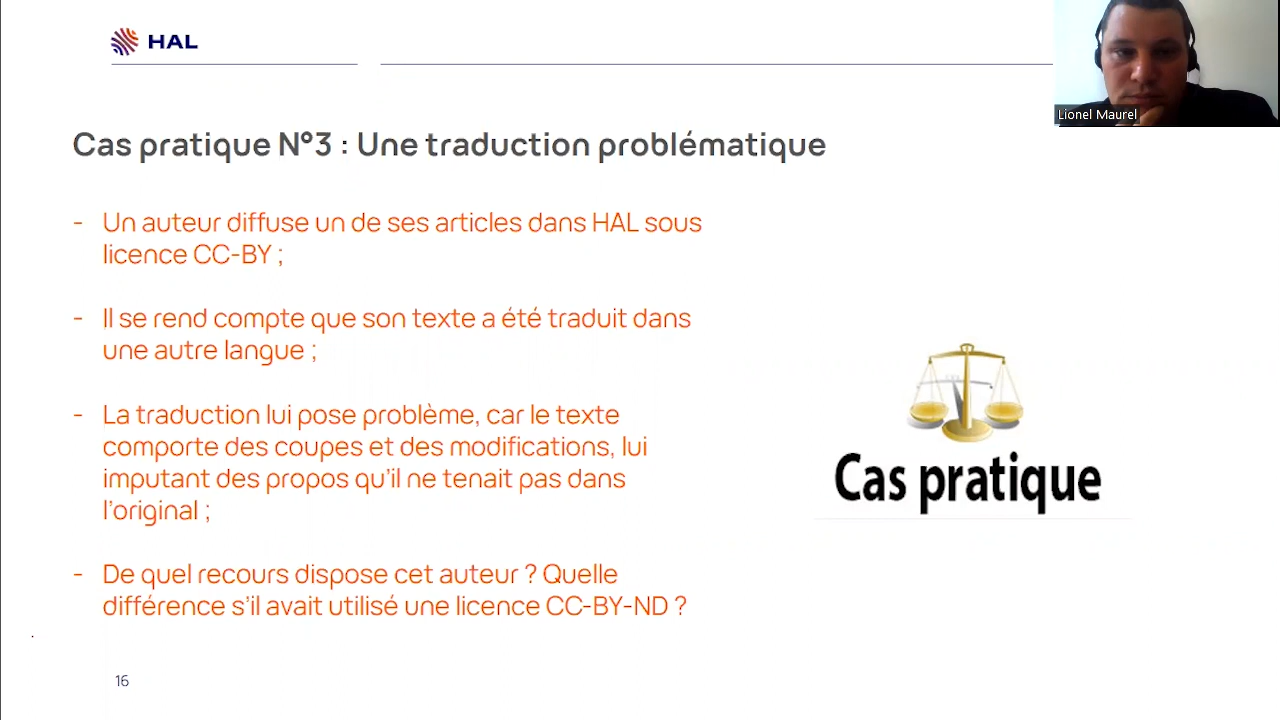 HAL
Lionel Maurel
Cas pratique N°3 : Une traduction problématique
- Un auteur diffuse un de ses articles dans HAL sous
licence CC-BY ;
- Il se rend compte que son texte a été traduit dans
une autre langue ;
- La traduction lui pose problème, car le texte
comporte des coupes et des modifications, lui
imputant des propos qu'il ne tenait pas dans
l'original ;
- De quel recours dispose cet auteur ? Quelle
différence s'il avait utilisé une licence CC-BY-ND ?
Cas pratique
16